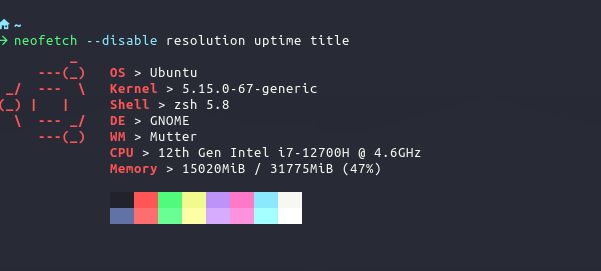 ~
→ neofetch --disable resolution uptime title
         _
     ---(_)
 _/  ---  \
(_) |   |
  \  --- _/
     ---(_)
OS > Ubuntu
Kernel > 5.15.0-67-generic
Shell > zsh 5.8
DE > GNOME
WM > Mutter
CPU > 12th Gen Intel i7-12700H @ 4.6GHz
Memory > 15020MiB / 31775MiB (47%)